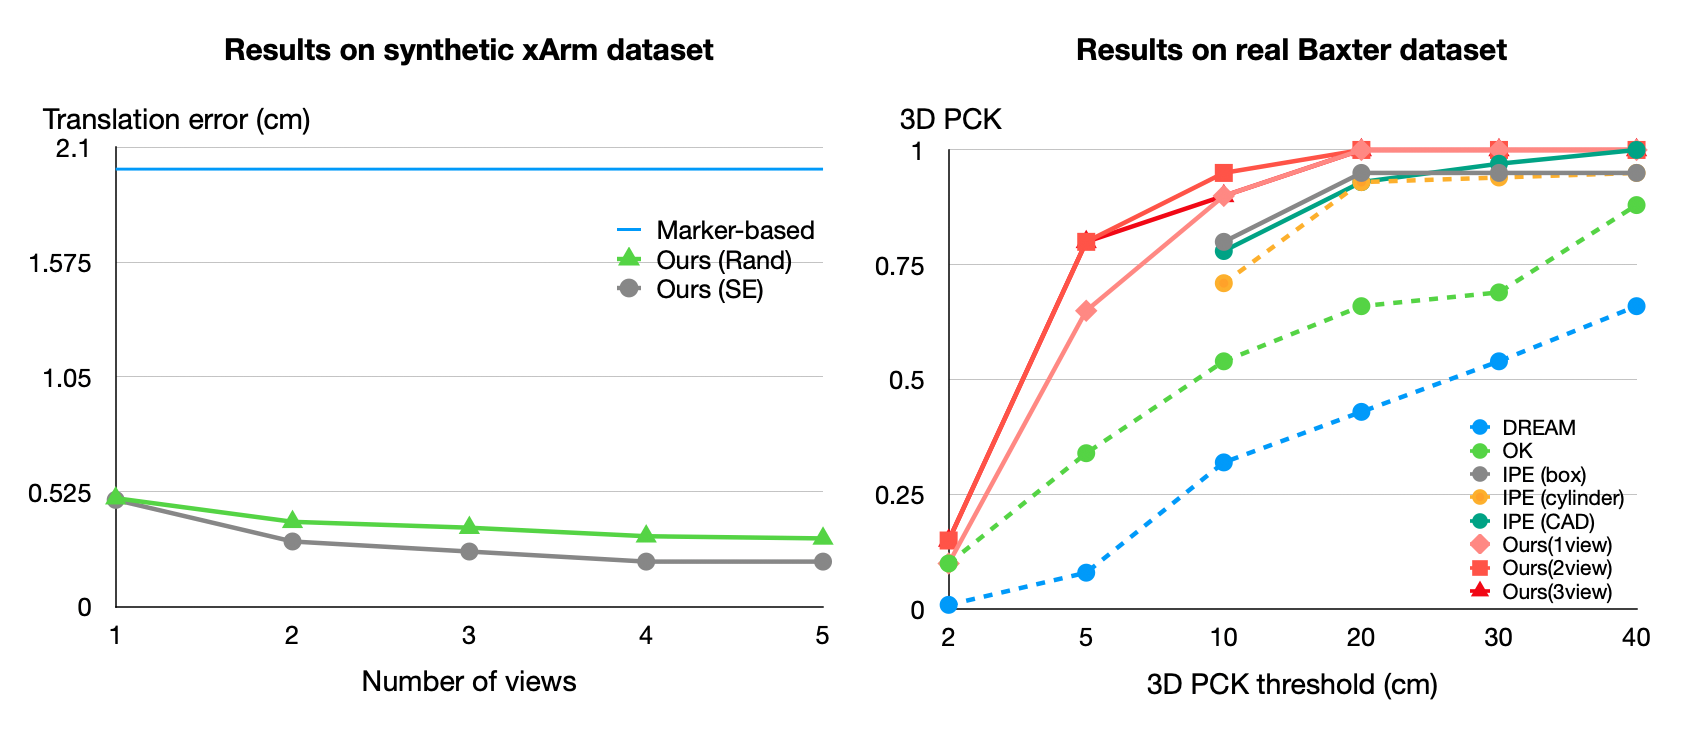 Results on synthetic xArm dataset
Translation error (cm)
2.1
1.575
1.05
0.525
0
1 2 3 4 5
Number of views
Marker-based
Ours (Rand)
Ours (SE)
Results on real Baxter dataset
3D PCK
1
0.75
0.5
0.25
0
2 5 10 20 30 40
3D PCK threshold (cm)
DREAM
OK
IPE (box)
IPE (cylinder)
IPE (CAD)
Ours(1view)
Ours(2view)
Ours(3view)